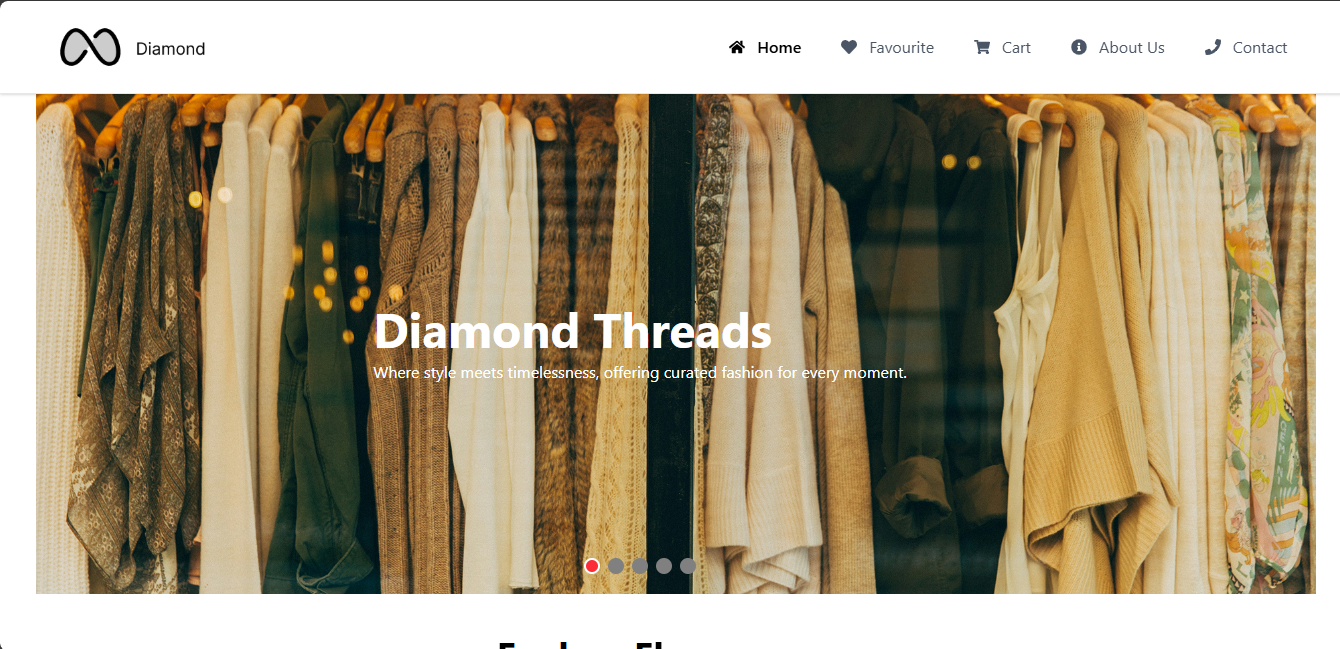 Diamond
Home
Favourite
Cart
About Us
Contact
Diamond Threads
Where style meets timelessness, offering curated fashion for every moment.